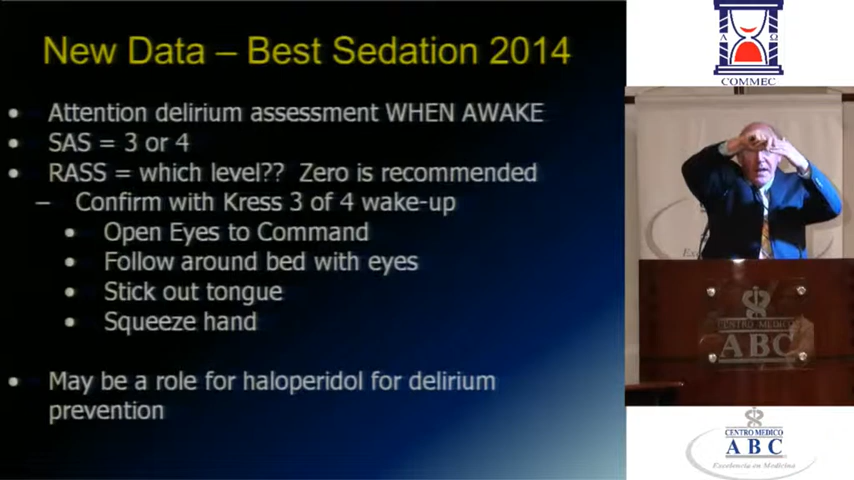 New Data – Best Sedation 2014
• Attention delirium assessment WHEN AWAKE
• SAS = 3 or 4
• RASS = which level?? Zero is recommended
– Confirm with Kress 3 of 4 wake-up
• Open Eyes to Command
• Follow around bed with eyes
• Stick out tongue
• Squeeze hand
• May be a role for haloperidol for delirium
prevention
Α Ω
COMMEC
CENTRO MEDICO
ABC
CENTRO MEDICO
ABC
Excelencia en Medicina